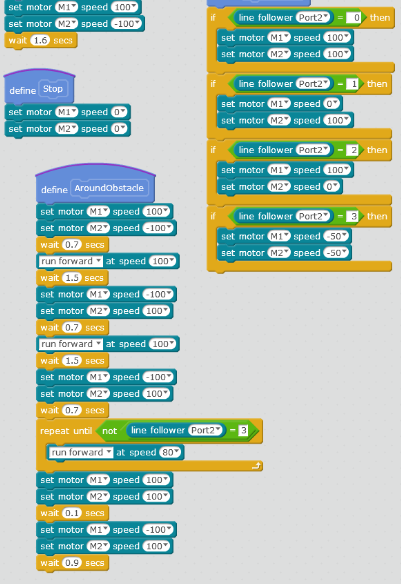 set motor M1 speed 100
set motor M2 speed -100
wait 1.6 secs
define Stop
set motor M1 speed 0
set motor M2 speed 0
define AroundObstacle
set motor M1 speed 100
set motor M2 speed -100
wait 0.7 secs
run forward at speed 100
wait 1.5 secs
set motor M1 speed -100
set motor M2 speed 100
wait 0.7 secs
run forward at speed 100
wait 1.5 secs
set motor M1 speed -100
set motor M2 speed 100
wait 0.7 secs
repeat until not line follower Port2 = 3
run forward at speed 80
set motor M1 speed 100
set motor M2 speed 100
wait 0.1 secs
set motor M1 speed -100
set motor M2 speed 100
wait 0.9 secs
if line follower Port2 = 0 then
set motor M1 speed 100
set motor M2 speed 100
if line follower Port2 = 1 then
set motor M1 speed 0
set motor M2 speed 100
if line follower Port2 = 2 then
set motor M1 speed 100
set motor M2 speed 0
if line follower Port2 = 3 then
set motor M1 speed -50
set motor M2 speed -50